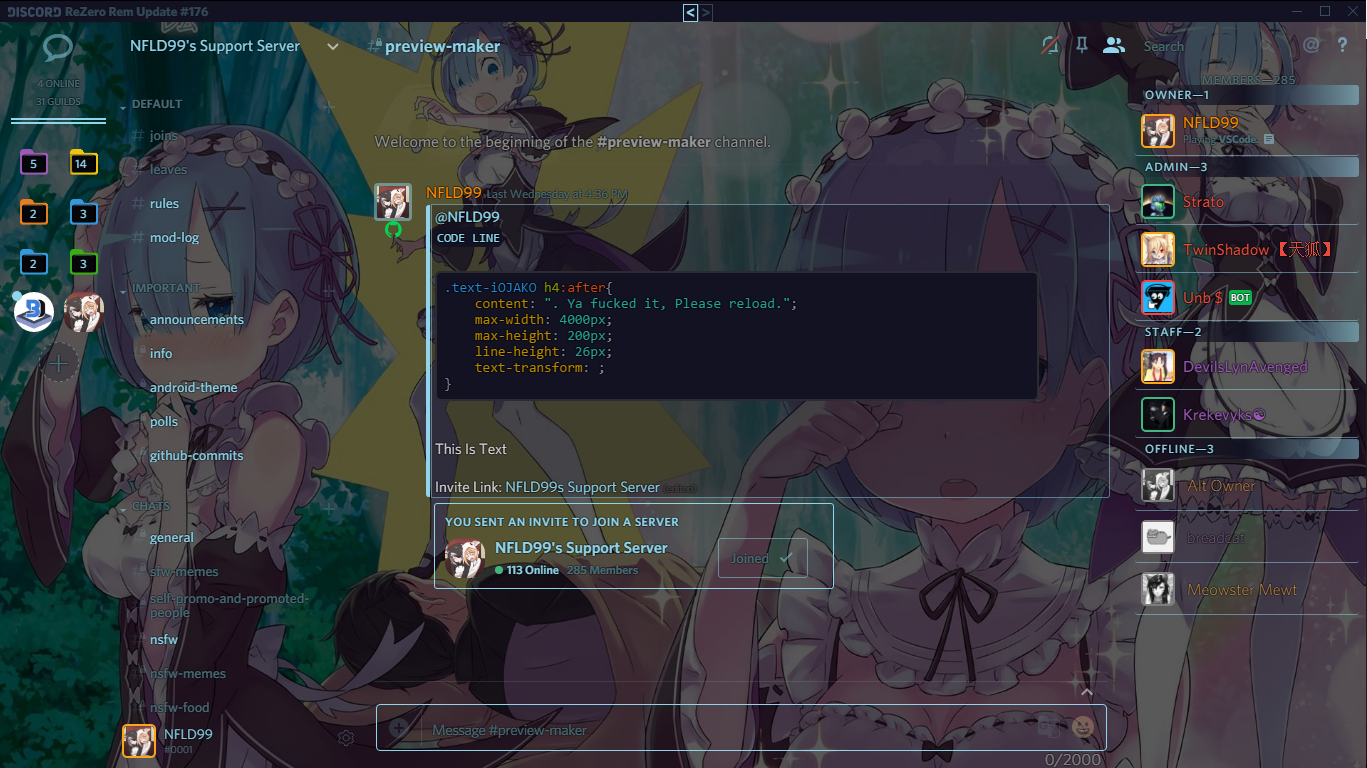 DISCORD ReZero Rem Update #176
< >
4 ONLINE
31 GUILDS
5
14
2
3
2
3
NFLD99's Support Server
DEFAULT
# joins
# leaves
# rules
# mod-log
IMPORTANT
announcements
info
android-theme
polls
github-commits
CHATS
general
sfw-memes
self-promo-and-promoted-
people
nsfw
nsfw-memes
nsfw-food
NFLD99
#0001
preview-maker
Search
@ ?
Welcome to the beginning of the #preview-maker channel.
NFLD99 Last Wednesday at 4:36 PM
@NFLD99
CODE LINE
.text-iOJAKO h4:after{
content: ". Ya fucked it, Please reload.";
max-width: 4000px;
max-height: 200px;
line-height: 26px;
text-transform: ;
}
This Is Text
Invite Link: NFLD99s Support Server (edited)
YOU SENT AN INVITE TO JOIN A SERVER
NFLD99's Support Server
113 Online 285 Members
Joined
Message #preview-maker
0/2000
MEMBERS—285
OWNER—1
NFLD99
Playing VSCode
ADMIN—3
Strato
TwinShadow 【天狐】
Unb $ BOT
STAFF—2
DevilsLynAvenged
Krekevyks☯
OFFLINE—3
Alt Owner
breadcat
Meowster Mewt